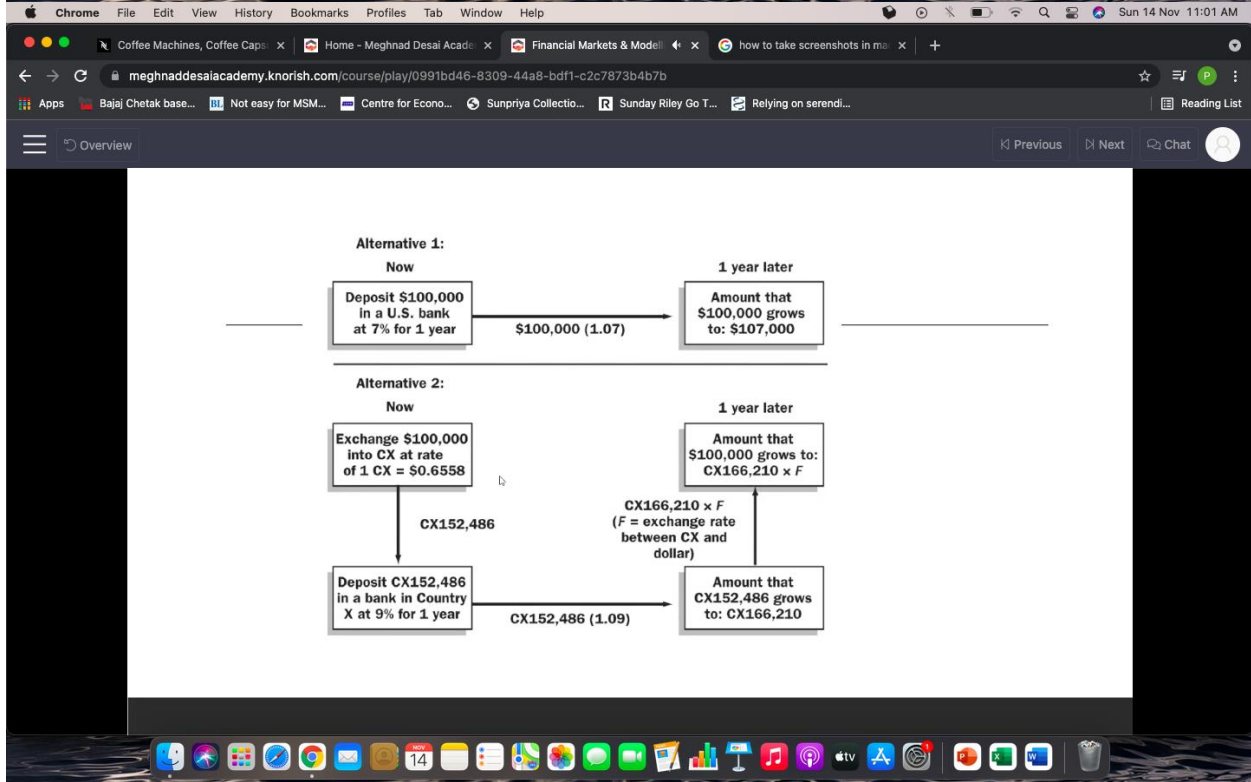 Chrome File Edit View History Bookmarks Profiles Tab Window Help Sun 14 Nov 11:01 AM
Coffee Machines, Coffee Caps Home - Meghnad Desai Acade Financial Markets & Modell how to take screenshots in ma
meghnaddesaiacademy.knorish.com/course/play/0991bd46-8309-44a8-bdf1-c2c7873b4b7b
Apps Bajaj Chetak base... BL Not easy for MSM... Centre for Econo... Sunpriya Collectio... R Sunday Riley Go T... Relying on serendi... Reading List
Overview Previous Next Chat
Alternative 1:
Now 1 year later
Deposit $100,000
in a U.S. bank
at 7% for 1 year
$100,000 (1.07)
Amount that
$100,000 grows
to: $107,000
Alternative 2:
Now 1 year later
Exchange $100,000
into CX at rate
of 1 CX = $0.6558
Amount that
$100,000 grows to:
CX166,210 × F
CX152,486
CX166,210 × F
(F = exchange rate
between CX and
dollar)
Deposit CX152,486
in a bank in Country
X at 9% for 1 year
CX152,486 (1.09)
Amount that
CX152,486 grows
to: CX166,210
NOV
14
tv